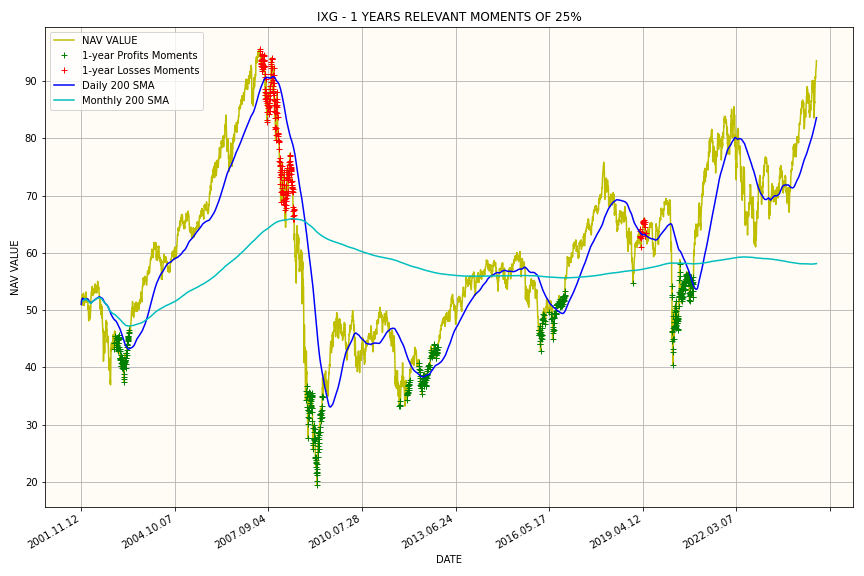 IXG - 1 YEARS RELEVANT MOMENTS OF 25%
NAV VALUE
1-year Profits Moments
1-year Losses Moments
Daily 200 SMA
Monthly 200 SMA
90
80
70
60
50
40
30
20
NAV VALUE
2001.11.12
2004.10.07
2007.09.04
2010.07.28
2013.06.24
2016.05.17
2019.04.12
2022.03.07
DATE